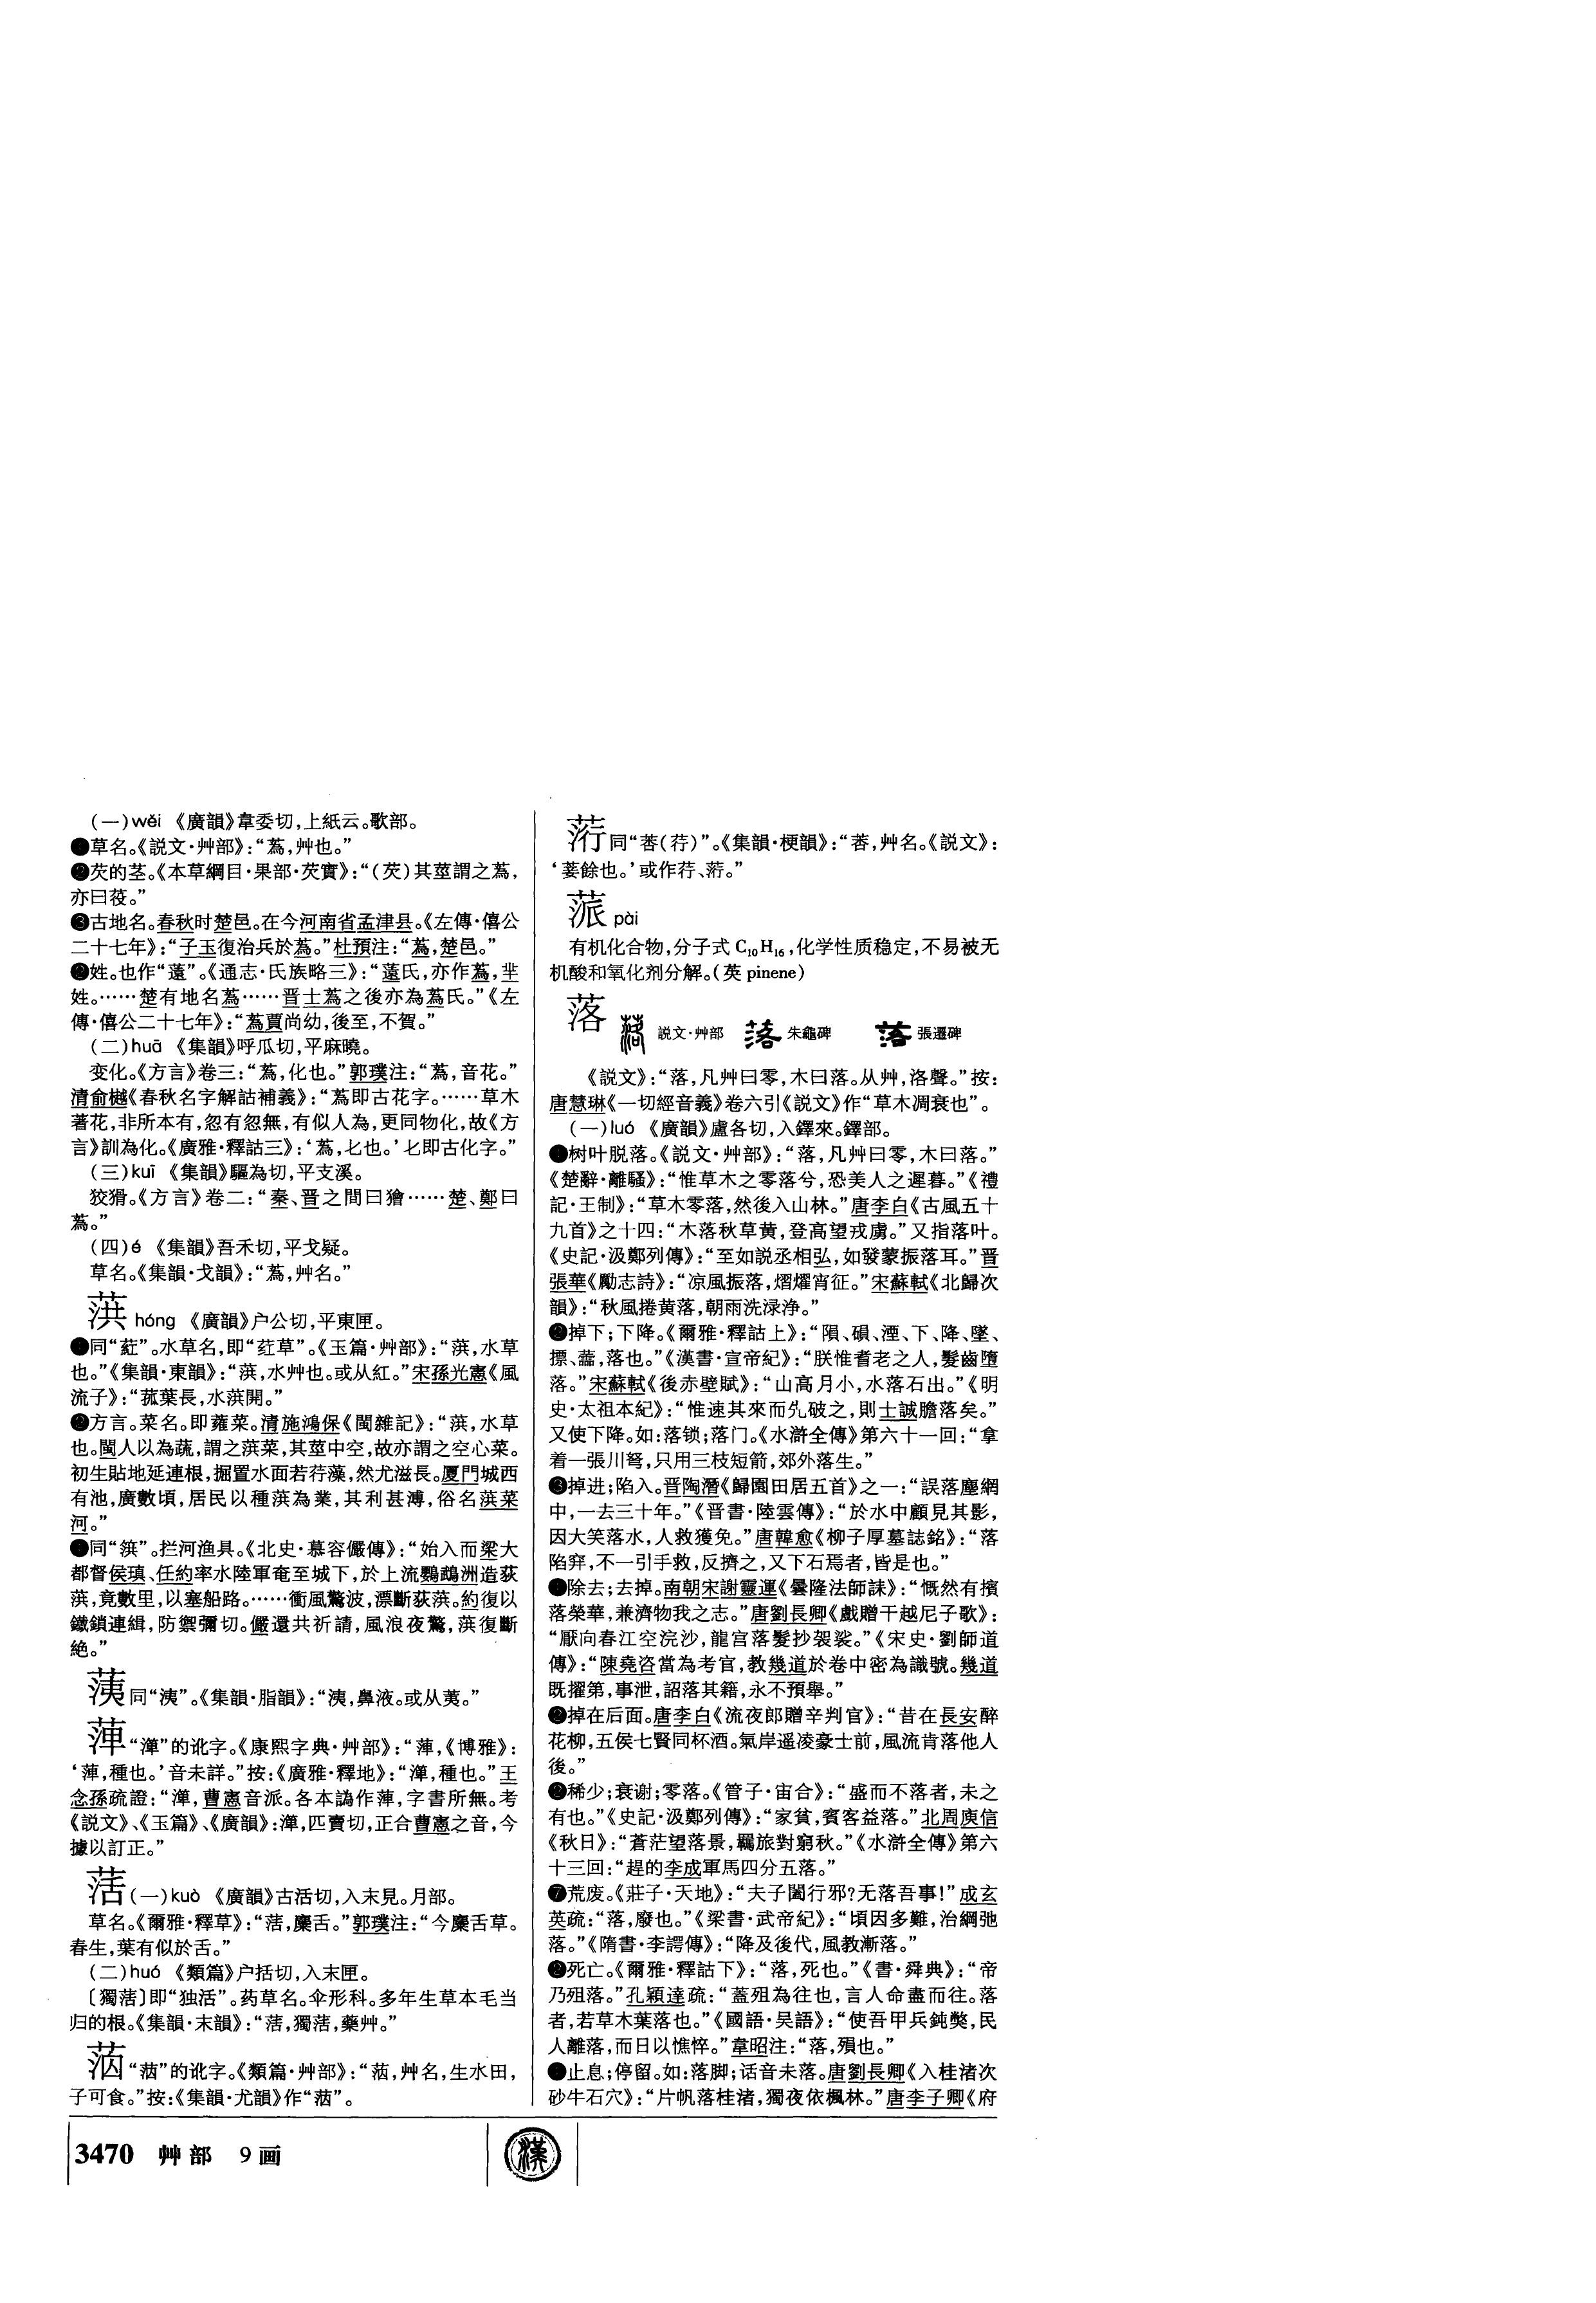 (一)wěi 《廣韻》韋委切,上紙云。歌部。
❶草名。《説文·艸部》:“蔿,艸也。”
❷芡的茎。《本草綱目·果部·芡實》:“(芡)其莖謂之蔿,
亦曰䓈。”
❸古地名。春秋时楚邑。在今河南省孟津县。《左傳·僖公
二十七年》:“子玉復治兵於蔿。”杜預注:“蔿,楚邑。”
姓。也作“薳”。《通志·氏族略三》:“薳氏,亦作蔿,芈
姓。……楚有地名蔿……晋士蔿之後亦為蔿氏。”《左
傳·僖公二十七年》:“蔿賈尚幼,後至,不賀。”
(二)huā 《集韻》呼瓜切,平麻曉。
变化。《方言》卷三:“蔿,化也。”郭璞注:“蔿,音花。”
清俞樾《春秋名字解詁補義》:“蔿即古花字。……草木
著花,非所本有,忽有忽無,有似人為,更同物化,故《方
言》訓為化。《廣雅·釋詁三》:‘蔿,七也。’七即古化字。”
(三)kuī 《集韻》驅為切,平支溪。
狡猾。《方言》卷二:“秦、晋之間曰獪……楚、鄭曰
蔿。”
(四)é 《集韻》吾禾切,平戈疑。
草名。《集韻·戈韻》:“蔿,艸名。”
葓 hóng 《廣韻》户公切,平東匣。
❶同“葒”。水草名,即“荭草”。《玉篇·艸部》:“葓,水草
也。”《集韻·東韻》:“葓,水艸也。或从紅。”宋孫光憲《風
流子》:“菰葉長,水葓開。”
❷方言。菜名。即蕹菜。清施鴻保《閩雜記》:“葓,水草
也。閩人以為蔬,謂之葓菜,其莖中空,故亦謂之空心菜。
初生貼地延連根,掘置水面若荇藻,然尤滋長。厦門城西
有池,廣數頃,居民以種葓為業,其利甚溥,俗名葓菜
河。”
同“篊”。拦河渔具。《北史·慕容儼傳》:“始入而梁大
都督侯瑱、任約率水陸軍奄至城下,於上流鸚鵡洲造荻
葓,竟數里,以塞船路。……衝風驚波,漂斷荻葓。約復以
鐵鎖連緝,防禦彌切。儼還共祈請,風浪夜驚,葓復斷
絶。”
同“洟”。《集韻·脂韻》:“洟,鼻液。或从荑。”
的讹字。《康熙字典·艸部》:“萚,《博雅》:
種也。’音未詳。”按:《廣雅·釋地》:“種也。”王
念孫疏證:“曹憲音派。各本譌作字書所無。考
《説文》、《玉篇》、《廣韻》:匹賣切,正合曹憲之音,今
據以訂正。”
萿(一)kuò 《廣韻》古活切,入末見。月部。
草名。《爾雅·釋草》:“萿,麋舌。”郭璞注:“今麋舌草。
春生,葉有似於舌。”
(二)huó 《類篇》户括切,入末匣。
〔獨萿〕即“独活”。药草名。伞形科。多年生草本毛当
归的根。《集韻·末韻》:“萿,獨萿,藥艸。”
的讹字。《類篇·艸部》:“艸名,生水田,
子可食。”按:《集韻·尤韻》作
葕同“莕(荇)”。《集韻·梗韻》:“莕,艸名。《説文》:
‘菨餘也。’或作荇、葕。”
蒎 pài
有机化合物,分子式 C₁₀H₁₆,化学性质稳定,不易被无
机酸和氧化剂分解。(英 pinene)
落 落 説文·艸部 落 朱龜碑 落 張遷碑
《説文》:“落,凡艸曰零,木曰落。从艸,洛聲。”按:
唐慧琳《一切經音義》卷六引《説文》作“草木凋衰也”。
(一)luó 《廣韻》盧各切,入鐸來。鐸部。
❶树叶脱落。《説文·艸部》:“落,凡艸曰零,木曰落。”
《楚辭·離騷》:“惟草木之零落兮,恐美人之遲暮。”《禮
記·王制》:“草木零落,然後入山林。”唐李白《古風五十
九首》之十四:“木落秋草黄,登高望戎虜。”又指落叶。
《史記·汲鄭列傳》:“至如説丞相弘,如發蒙振落耳。”晋
張華《勵志詩》:“凉風振落,熠燿宵征。”宋蘇軾《北歸次
韻》:“秋風捲黄落,朝雨洗渌净。”
❷掉下;下降。《爾雅·釋詁上》:“隕、磒、湮、下、降、墜、
摽、蘦,落也。”《漢書·宣帝紀》:“朕惟耆老之人,髮齒墮
落。”宋蘇軾《後赤壁賦》:“山高月小,水落石出。”《明
史·太祖本紀》:“惟速其來而先破之,則士誠膽落矣。”
又使下降。如:落锁;落门。《水滸全傳》第六十一回:“拿
着一張川弩,只用三枝短箭,郊外落生。”
❸掉进;陷入。晋陶潛《歸園田居五首》之一:“誤落塵網
中,一去三十年。”《晋書·陸雲傳》:“於水中顧見其影,
因大笑落水,人救獲免。”唐韓愈《柳子厚墓誌銘》:“落
陷穽,不一引手救,反擠之,又下石焉者,皆是也。”
除去;去掉。南朝宋謝靈運《曇隆法師誄》:“慨然有擯
落榮華,兼濟物我之志。”唐劉長卿《戲贈干越尼子歌》:
“厭向春江空浣沙,龍宫落髮抄袈裟。”《宋史·劉師道
傳》:“陳堯咨當為考官,教幾道於卷中密為識號。幾道
既擢第,事泄,詔落其籍,永不預舉。”
掉在后面。唐李白《流夜郎贈辛判官》:“昔在長安醉
花柳,五侯七賢同杯酒。氣岸遥凌豪士前,風流肯落他人
後。”
稀少;衰谢;零落。《管子·宙合》:“盛而不落者,未之
有也。”《史記·汲鄭列傳》:“家貧,賓客益落。”北周庾信
《秋日》:“蒼茫望落景,羈旅對窮秋。”《水滸全傳》第六
十三回:“趕的李成軍馬四分五落。”
❼荒废。《莊子·天地》:“夫子闔行邪?无落吾事!”成玄
英疏:“落,廢也。”《梁書·武帝紀》:“頃因多難,治綱弛
落。”《隋書·李諤傳》:“降及後代,風教漸落。”
死亡。《爾雅·釋詁下》:“落,死也。”《書·舜典》:“帝
乃殂落。”孔穎達疏:“蓋殂為往也,言人命盡而往。落
者,若草木葉落也。”《國語·吴語》:“使吾甲兵鈍獘,民
人離落,而日以憔悴。”韋昭注:“落,殞也。”
止息;停留。如:落脚;话音未落。唐劉長卿《入桂渚次
砂牛石穴》:“片帆落桂渚,獨夜依楓林。”唐李子卿《府
3470 艸部 9画
漢